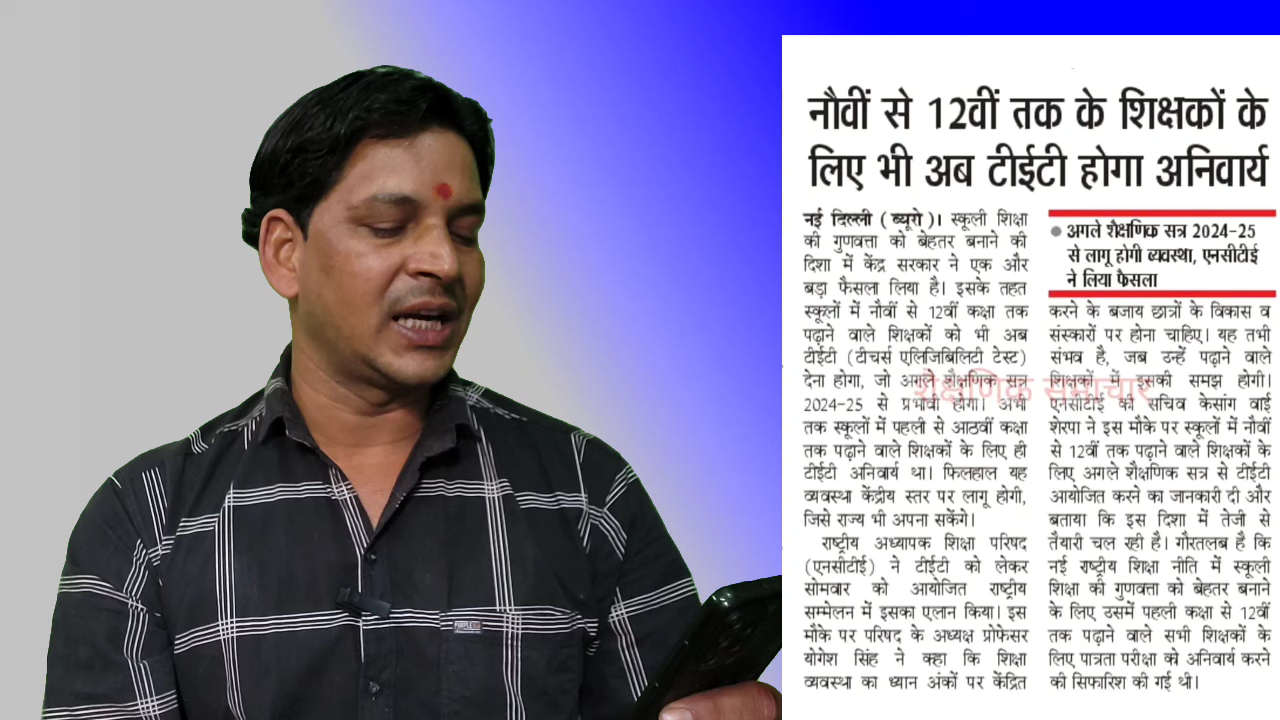 नौवीं से 12वीं तक के शिक्षकों के
लिए भी अब टीईटी होगा अनिवार्य
नई दिल्ली (ब्यूरो)। स्कूली शिक्षा
की गुणवत्ता को बेहतर बनाने की
दिशा में केंद्र सरकार ने एक और
बड़ा फैसला लिया है। इसके तहत
स्कूलों में नौवीं से 12वीं कक्षा तक
पढ़ाने वाले शिक्षकों को भी अब
टीईटी (टीचर्स एलिजिबिलिटी टेस्ट)
देना होगा, जो अगले शैक्षणिक सत्र
2024-25 से प्रभावी होगा। अभी
तक स्कूलों में पहली से आठवीं कक्षा
तक पढ़ाने वाले शिक्षकों के लिए ही
टीईटी अनिवार्य था। फिलहाल यह
व्यवस्था केंद्रीय स्तर पर लागू होगी,
जिसे राज्य भी अपना सकेंगे।
राष्ट्रीय अध्यापक शिक्षा परिषद
(एनसीटीई) ने टीईटी को लेकर
सोमवार को आयोजित राष्ट्रीय
सम्मेलन में इसका एलान किया। इस
मौके पर परिषद के अध्यक्ष प्रोफेसर
योगेश सिंह ने कहा कि शिक्षा
व्यवस्था का ध्यान अंकों पर केंद्रित
अगले शैक्षणिक सत्र 2024-25
से लागू होगी व्यवस्था, एनसीटीई
ने लिया फैसला
करने के बजाय छात्रों के विकास व
संस्कारों पर होना चाहिए। यह तभी
संभव है, जब उन्हें पढ़ाने वाले
शिक्षकों में इसकी समझ होगी।
एनसीटीई की सचिव केसांग वाई
शेरपा ने इस मौके पर स्कूलों में नौवीं
से 12वीं तक पढ़ाने वाले शिक्षकों के
लिए अगले शैक्षणिक सत्र से टीईटी
आयोजित करने का जानकारी दी और
बताया कि इस दिशा में तेजी से
तैयारी चल रही है। गौरतलब है कि
नई राष्ट्रीय शिक्षा नीति में स्कूली
शिक्षा की गुणवत्ता को बेहतर बनाने
के लिए उसमें पहली कक्षा से 12वीं
तक पढ़ाने वाले सभी शिक्षकों के
लिए पात्रता परीक्षा को अनिवार्य करने
की सिफारिश की गई थी।
शैक्षणिक समाचार